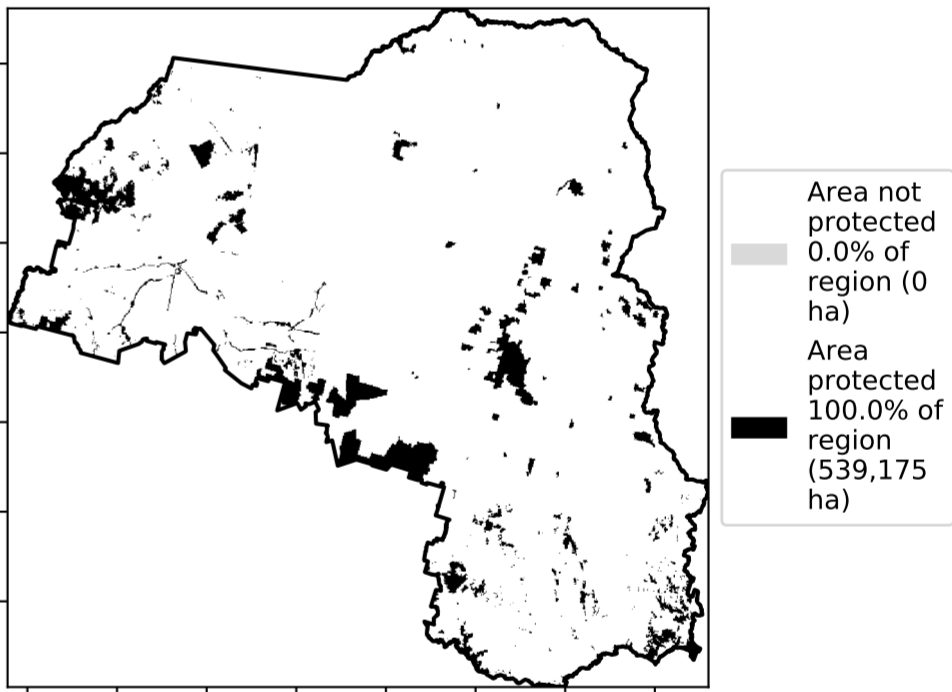 Area not
protected
0.0% of
region (0
ha)
Area
protected
100.0% of
region
(539,175
ha)